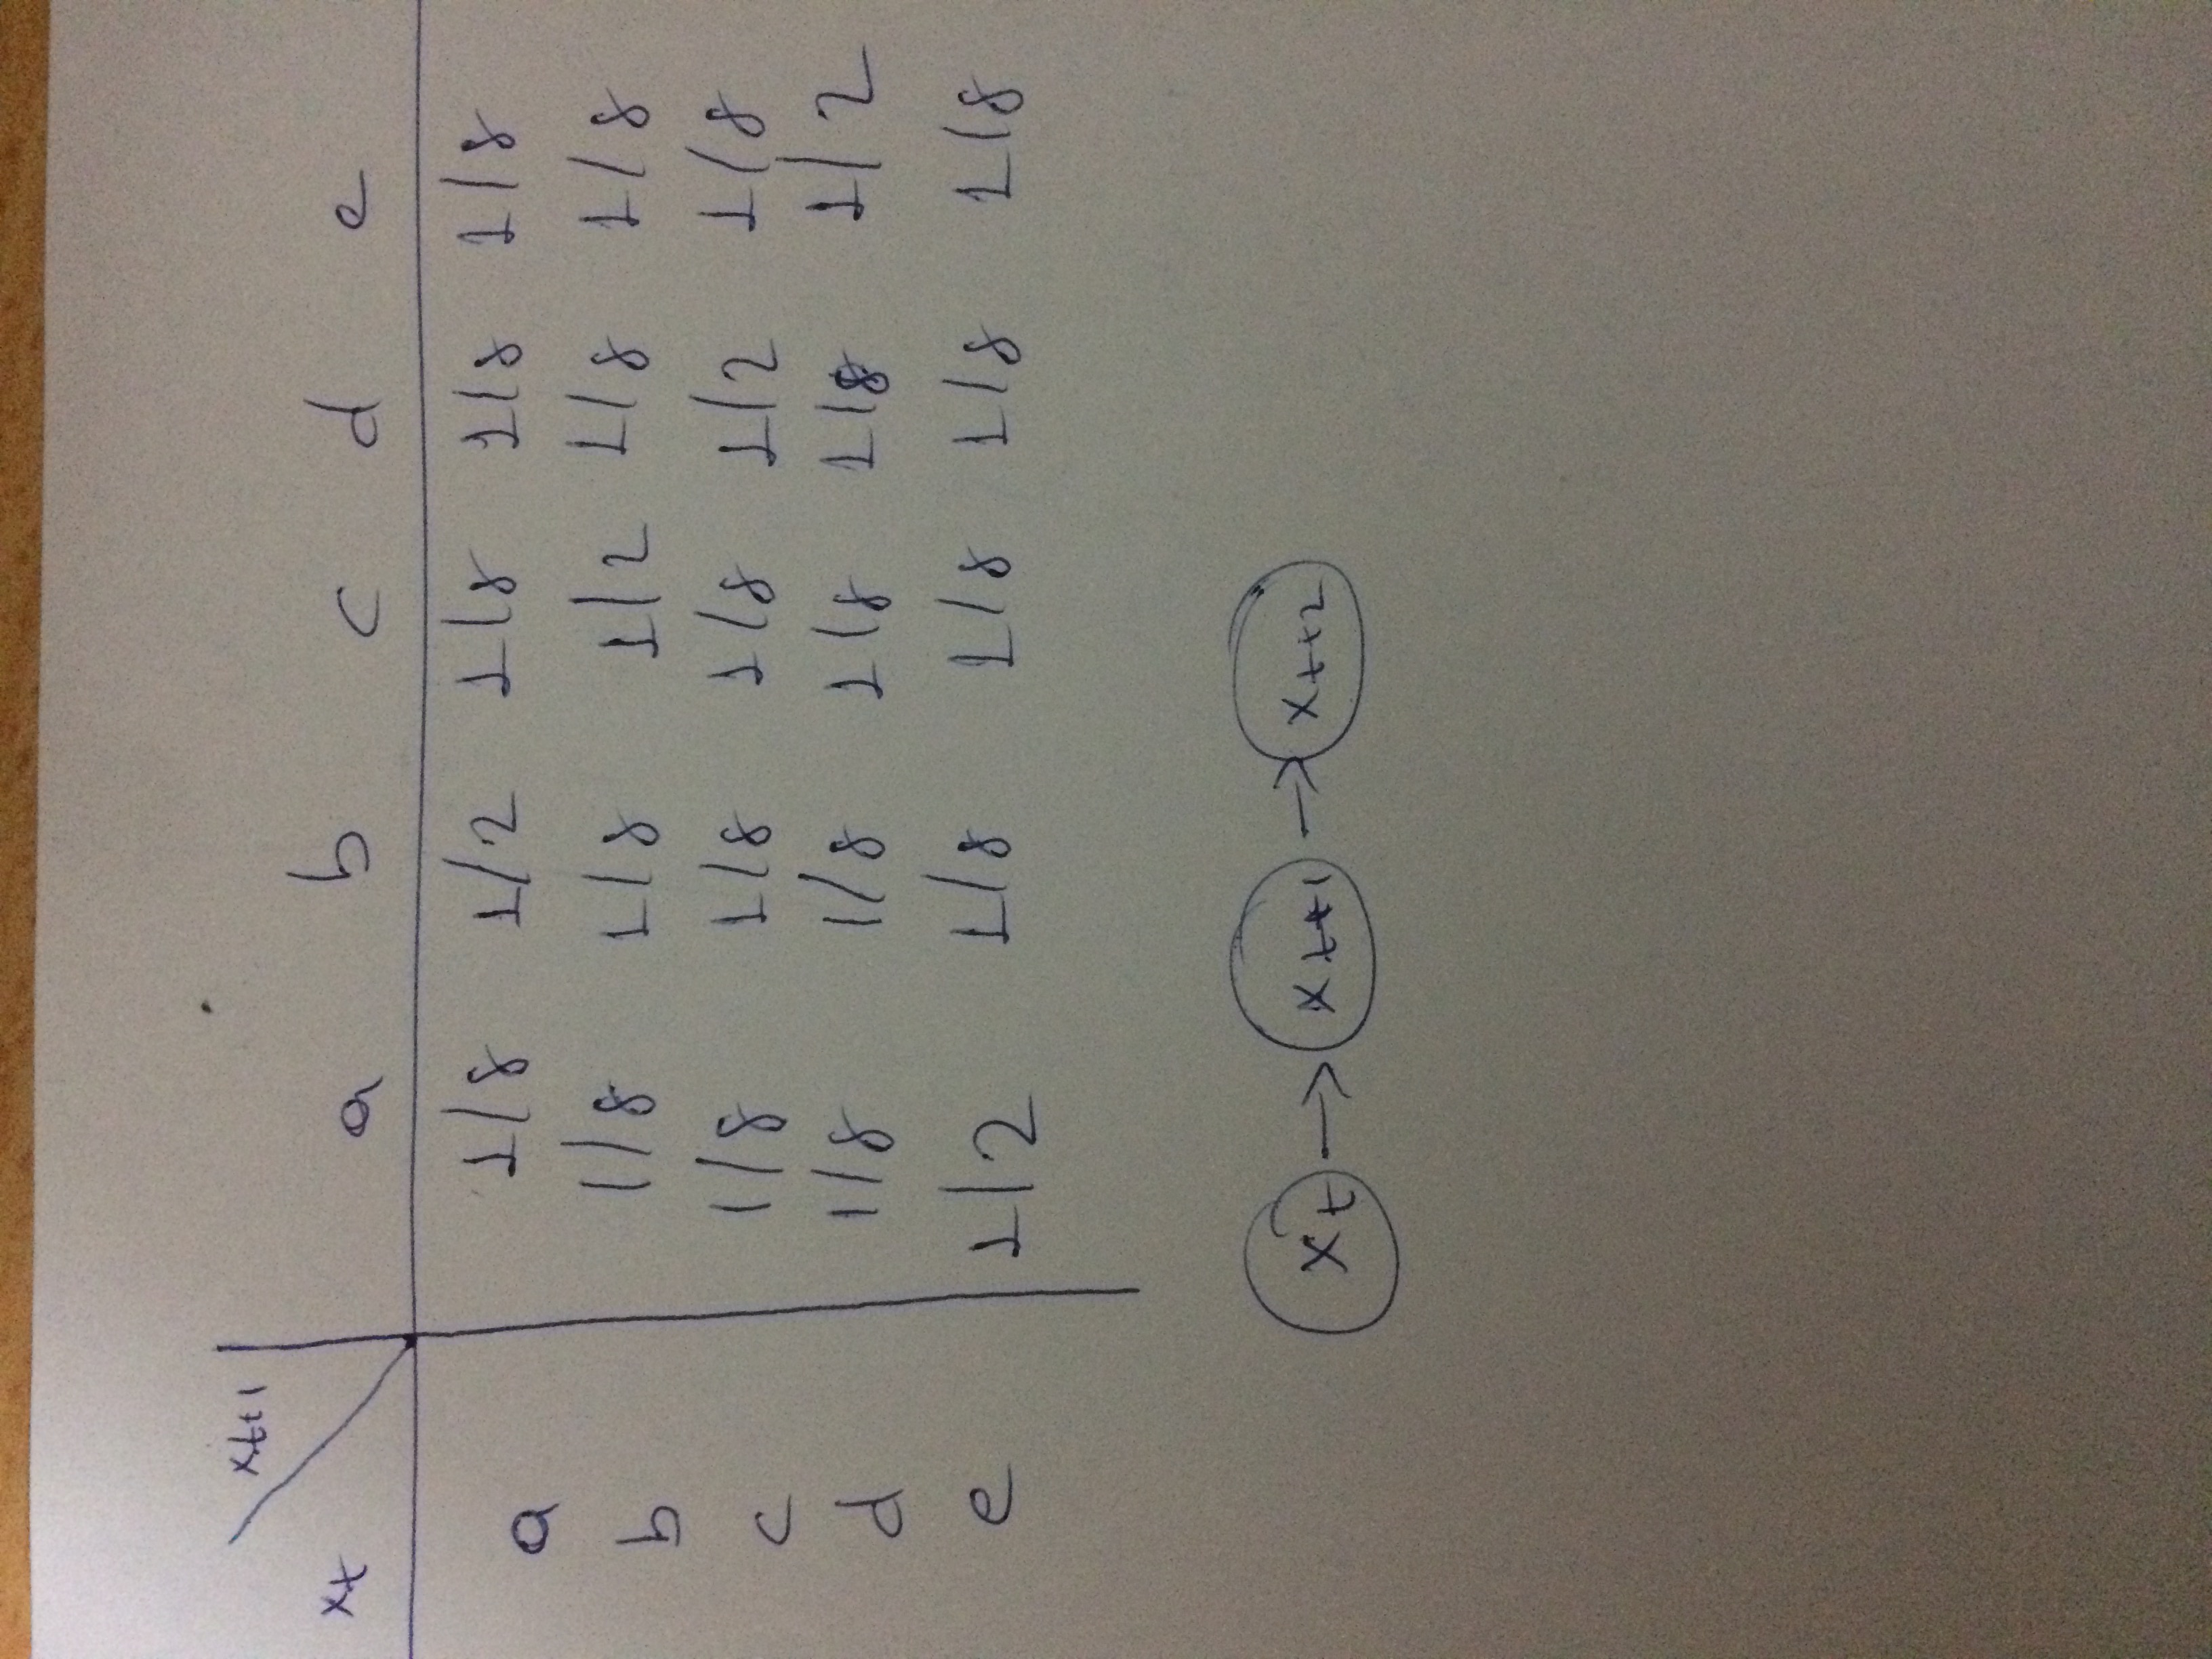 x_{t+1}
x_t a b c d e
a 1/8 1/2 1/8 1/8 1/8
b 1/8 1/8 1/2 1/8 1/8
c 1/8 1/8 1/8 1/2 1/8
d 1/8 1/8 1/8 1/8 1/2
e 1/2 1/8 1/8 1/8 1/8
x_t → x_{t+1} → x_{t+2}